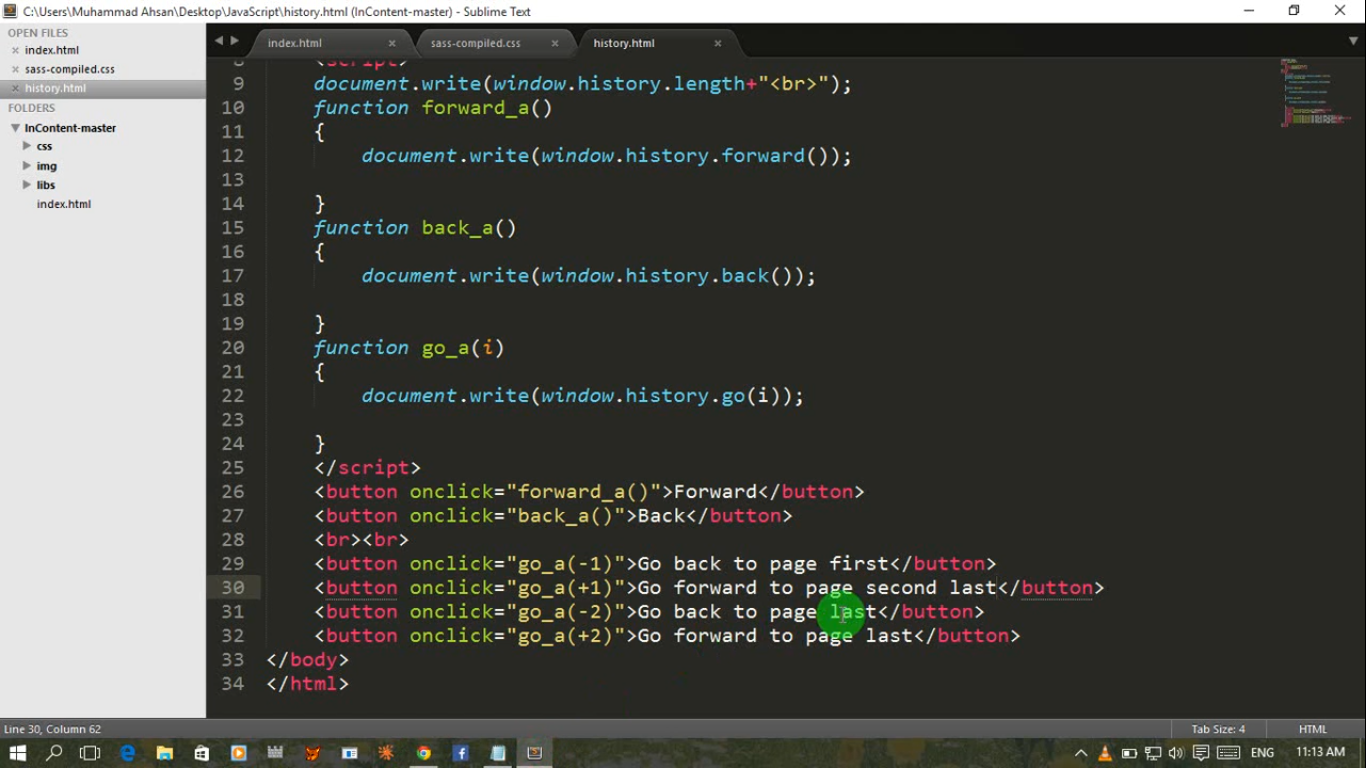 C:\Users\Muhammad Ahsan\Desktop\JavaScript\history.html (InContent-master) - Sublime Text
OPEN FILES
index.html
sass-compiled.css
history.html
FOLDERS
InContent-master
css
img
libs
index.html
index.html sass-compiled.css history.html
8 <script>
9 document.write(window.history.length+"<br>");
10 function forward_a()
11 {
12 document.write(window.history.forward());
13
14 }
15 function back_a()
16 {
17 document.write(window.history.back());
18
19 }
20 function go_a(i)
21 {
22 document.write(window.history.go(i));
23
24 }
25 </script>
26 <button onclick="forward_a()">Forward</button>
27 <button onclick="back_a()">Back</button>
28 <br><br>
29 <button onclick="go_a(-1)">Go back to page first</button>
30 <button onclick="go_a(+1)">Go forward to page second last</button>
31 <button onclick="go_a(-2)">Go back to page last</button>
32 <button onclick="go_a(+2)">Go forward to page last</button>
33 </body>
34 </html>
Line 30, Column 62 Tab Size: 4 HTML
ENG 11:13 AM